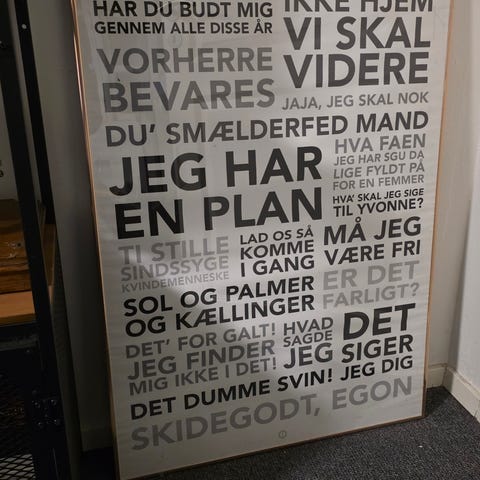 HAR DU BUDT MIG
GENNEM ALLE DISSE ÅR
IKKE HJEM
VI SKAL
VIDERE
VORHERRE
BEVARES
JAJA, JEG SKAL NOK
DU' SMÆLDERFED MAND
JEG HAR
EN PLAN
HVA FAEN
JEG HAR SGU DA
LIGE FYLDT PÅ
FOR EN FEMMER
HVA' SKAL JEG SIGE
TIL YVONNE?
TI STILLE
SINDSSYGE
KVINDEMENNESKE
LAD OS SÅ
KOMME
I GANG
MÅ JEG
VÆRE FRI
SOL OG PALMER
OG KÆLLINGER
ER DET
FARLIGT?
DET' FOR GALT!
JEG FINDER
MIG IKKE I DET!
HVAD
SAGDE
JEG
DET
SIGER
JEG DIG
DET DUMME SVIN!
SKIDEGODT, EGON